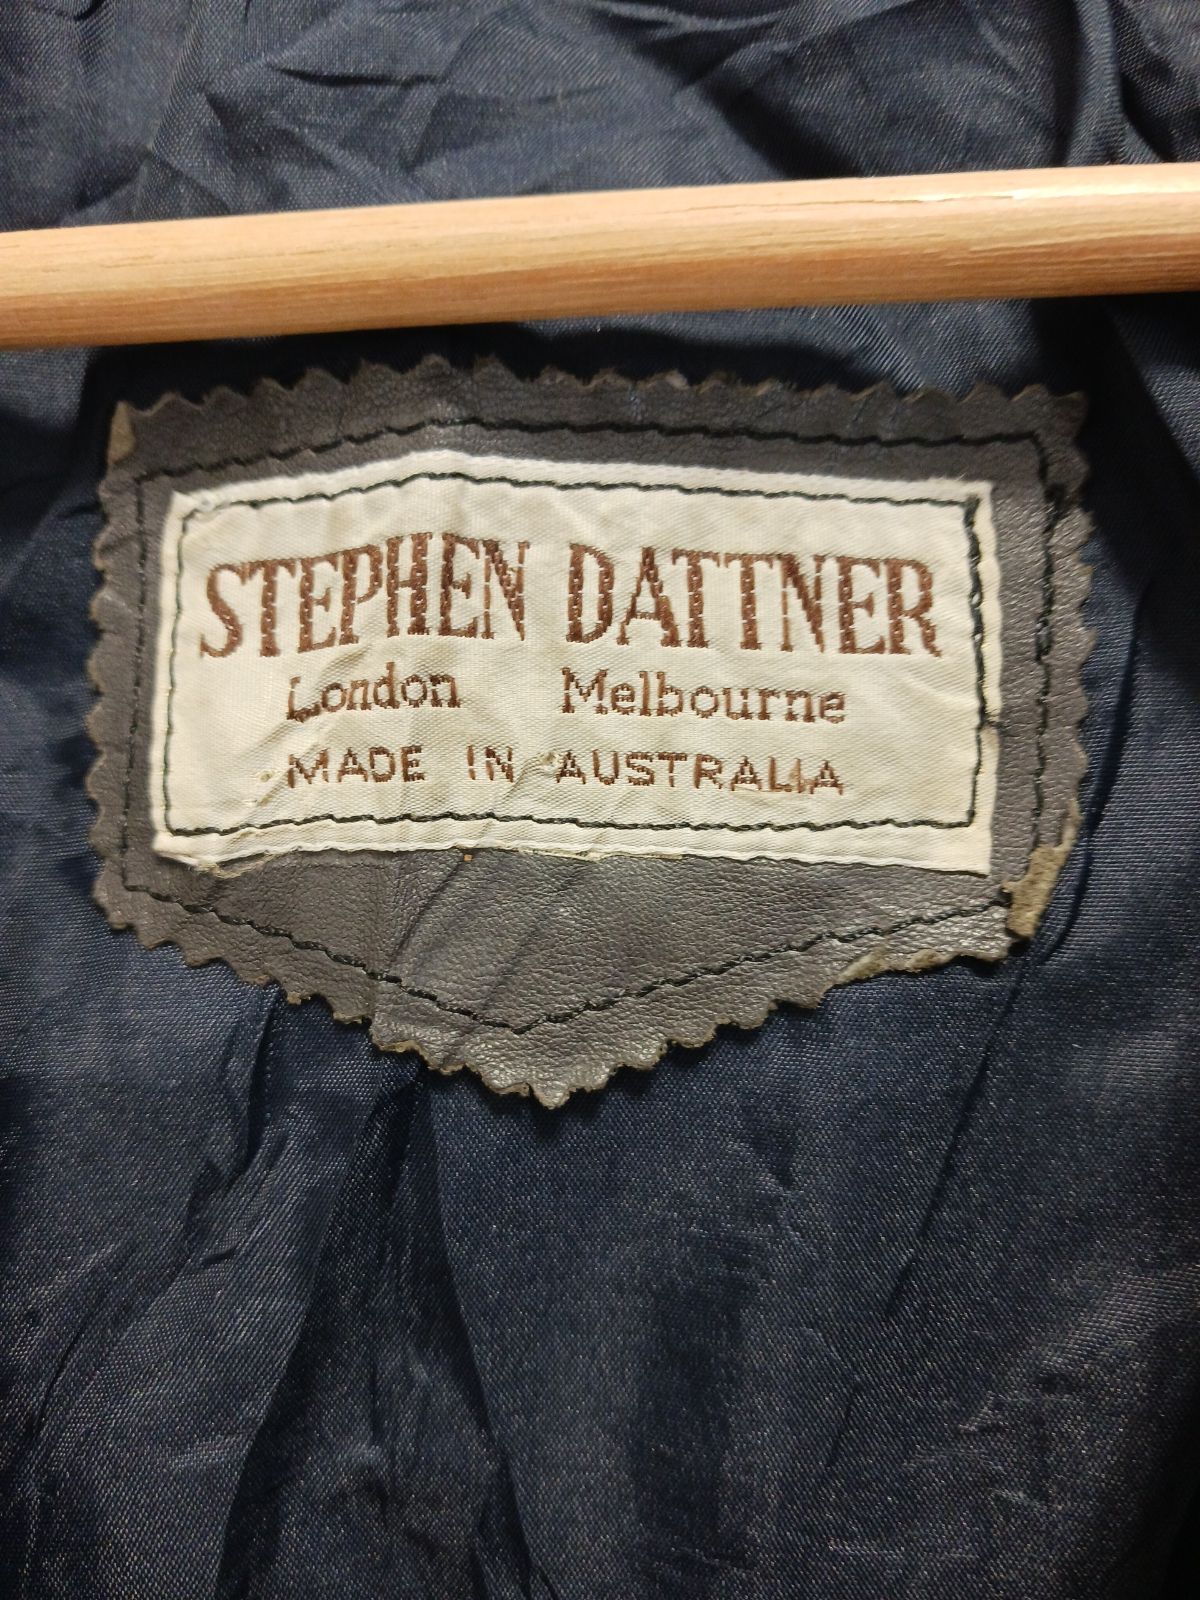 STEPHEN DATTNER
London Melbourne
MADE IN AUSTRALIA